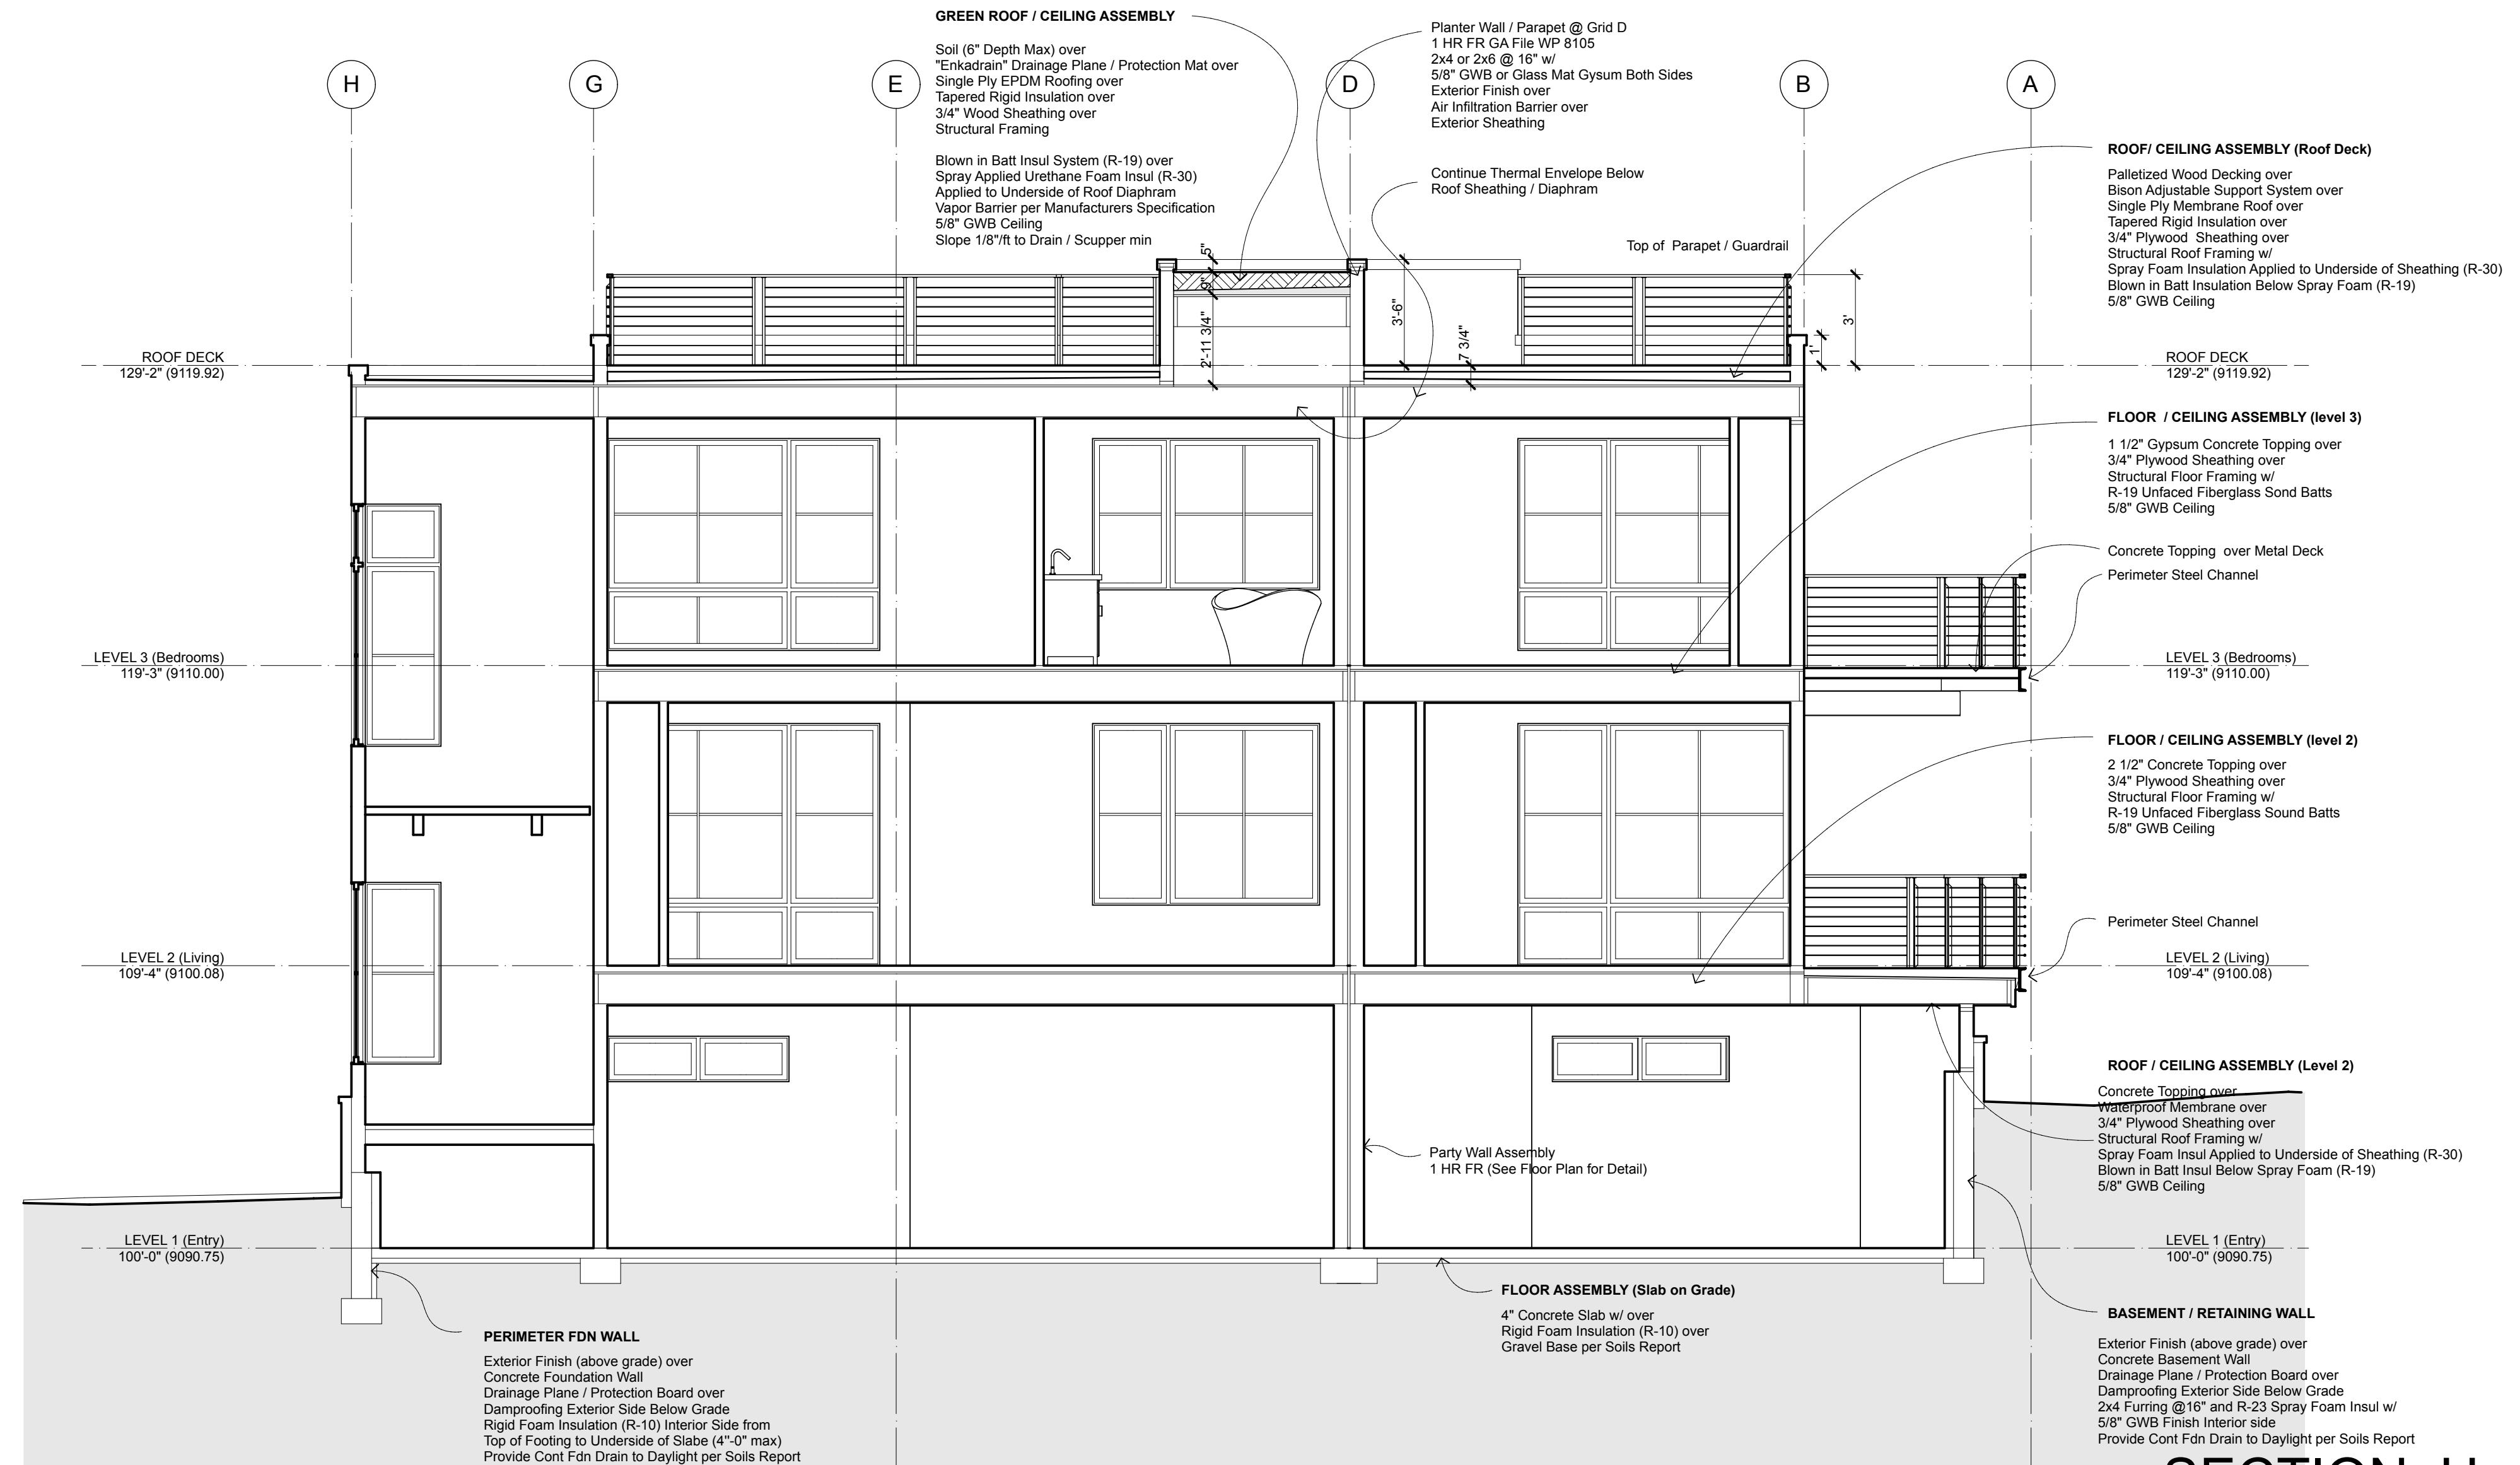 GREEN ROOF / CEILING ASSEMBLY
Soil (6" Depth Max) over
"Enkadrain" Drainage Plane / Protection Mat over
Single Ply EPDM Roofing over
Tapered Rigid Insulation over
3/4" Wood Sheathing over
Structural Framing
Blown in Batt Insul System (R-19) over
Spray Applied Urethane Foam Insul (R-30)
Applied to Underside of Roof Diaphram
Vapor Barrier per Manufacturers Specification
5/8" GWB Ceiling
Slope 1/8"/ft to Drain / Scupper min
Planter Wall / Parapet @ Grid D
1 HR FR GA File WP 8105
2x4 or 2x6 @ 16" w/
5/8" GWB or Glass Mat Gysum Both Sides
Exterior Finish over
Air Infiltration Barrier over
Exterior Sheathing
Continue Thermal Envelope Below
Roof Sheathing / Diaphram
H
G
E
D
B
A
ROOF/ CEILING ASSEMBLY (Roof Deck)
Palletized Wood Decking over
Bison Adjustable Support System over
Single Ply Membrane Roof over
Tapered Rigid Insulation over
3/4" Plywood Sheathing over
Structural Roof Framing w/
Spray Foam Insulation Applied to Underside of Sheathing (R-30)
Blown in Batt Insulation Below Spray Foam (R-19)
5/8" GWB Ceiling
Top of Parapet / Guardrail
5"
9"
2'-11 3/4"
3'-6"
7 3/4"
1'
3'
ROOF DECK
129'-2" (9119.92)
ROOF DECK
129'-2" (9119.92)
FLOOR / CEILING ASSEMBLY (level 3)
1 1/2" Gypsum Concrete Topping over
3/4" Plywood Sheathing over
Structural Floor Framing w/
R-19 Unfaced Fiberglass Sond Batts
5/8" GWB Ceiling
Concrete Topping over Metal Deck
Perimeter Steel Channel
LEVEL 3 (Bedrooms)
119'-3" (9110.00)
LEVEL 3 (Bedrooms)
119'-3" (9110.00)
FLOOR / CEILING ASSEMBLY (level 2)
2 1/2" Concrete Topping over
3/4" Plywood Sheathing over
Structural Floor Framing w/
R-19 Unfaced Fiberglass Sound Batts
5/8" GWB Ceiling
Perimeter Steel Channel
LEVEL 2 (Living)
109'-4" (9100.08)
LEVEL 2 (Living)
109'-4" (9100.08)
ROOF / CEILING ASSEMBLY (Level 2)
Concrete Topping over
Waterproof Membrane over
3/4" Plywood Sheathing over
Structural Roof Framing w/
Spray Foam Insul Applied to Underside of Sheathing (R-30)
Blown in Batt Insul Below Spray Foam (R-19)
5/8" GWB Ceiling
Party Wall Assembly
1 HR FR (See Floor Plan for Detail)
LEVEL 1 (Entry)
100'-0" (9090.75)
LEVEL 1 (Entry)
100'-0" (9090.75)
FLOOR ASSEMBLY (Slab on Grade)
4" Concrete Slab w/ over
Rigid Foam Insulation (R-10) over
Gravel Base per Soils Report
PERIMETER FDN WALL
Exterior Finish (above grade) over
Concrete Foundation Wall
Drainage Plane / Protection Board over
Damproofing Exterior Side Below Grade
Rigid Foam Insulation (R-10) Interior Side from
Top of Footing to Underside of Slabe (4"-0" max)
Provide Cont Fdn Drain to Daylight per Soils Report
BASEMENT / RETAINING WALL
Exterior Finish (above grade) over
Concrete Basement Wall
Drainage Plane / Protection Board over
Damproofing Exterior Side Below Grade
2x4 Furring @16" and R-23 Spray Foam Insul w/
5/8" GWB Finish Interior side
Provide Cont Fdn Drain to Daylight per Soils Report